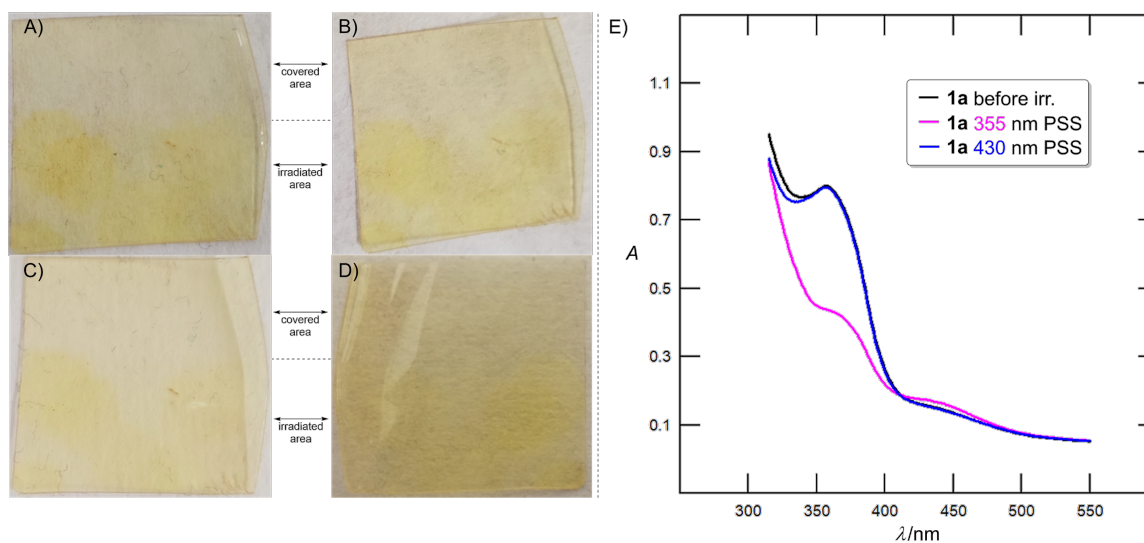 A)
B)
covered
area
irradiated
area
C)
D)
covered
area
irradiated
area
E)
1a before irr.
1a 355 nm PSS
1a 430 nm PSS
1.1
0.9
0.7
0.5
0.3
0.1
A
300 350 400 450 500 550
λ/nm